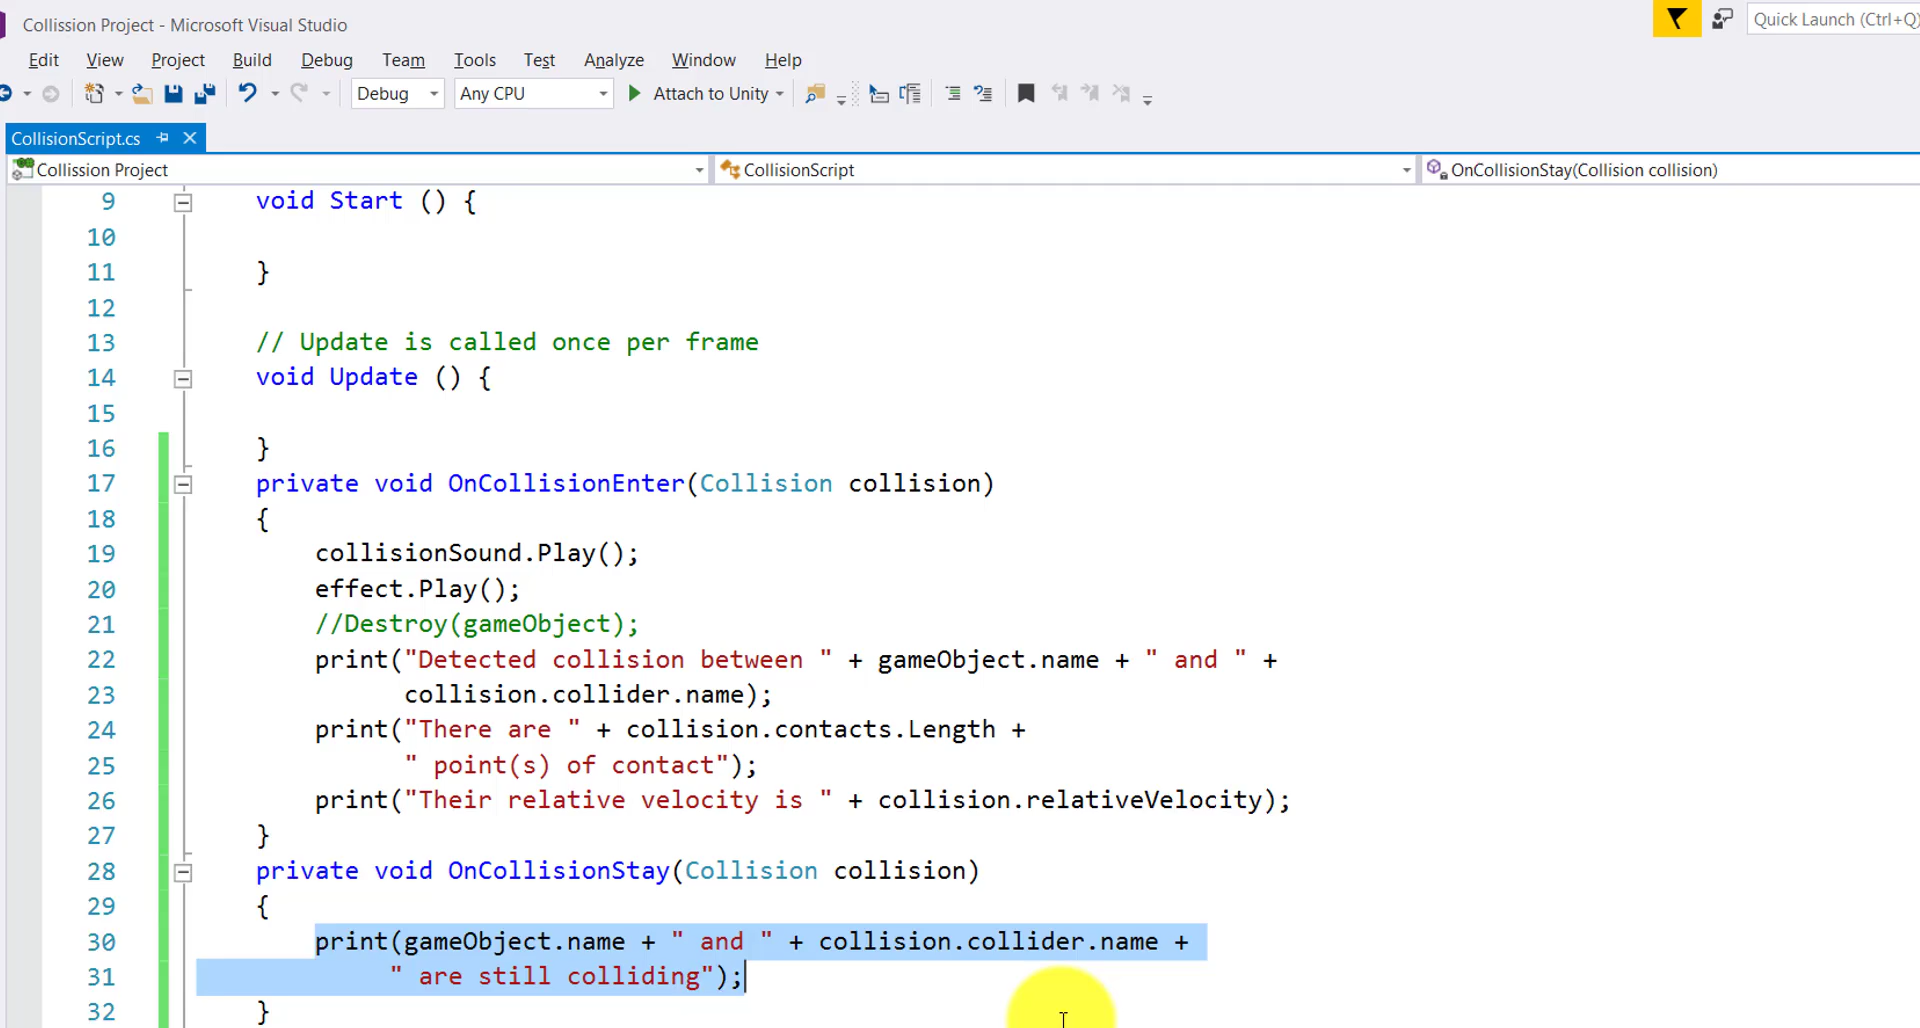 Collission Project - Microsoft Visual Studio
Quick Launch (Ctrl+Q)
Edit View Project Build Debug Team Tools Test Analyze Window Help
Debug Any CPU Attach to Unity
CollisionScript.cs
Collission Project CollisionScript OnCollisionStay(Collision collision)
9 void Start () {
10
11 }
12
13 // Update is called once per frame
14 void Update () {
15
16 }
17 private void OnCollisionEnter(Collision collision)
18 {
19 collisionSound.Play();
20 effect.Play();
21 //Destroy(gameObject);
22 print("Detected collision between " + gameObject.name + " and " +
23 collision.collider.name);
24 print("There are " + collision.contacts.Length +
25 " point(s) of contact");
26 print("Their relative velocity is " + collision.relativeVelocity);
27 }
28 private void OnCollisionStay(Collision collision)
29 {
30 print(gameObject.name + " and " + collision.collider.name +
31 " are still colliding");
32 }